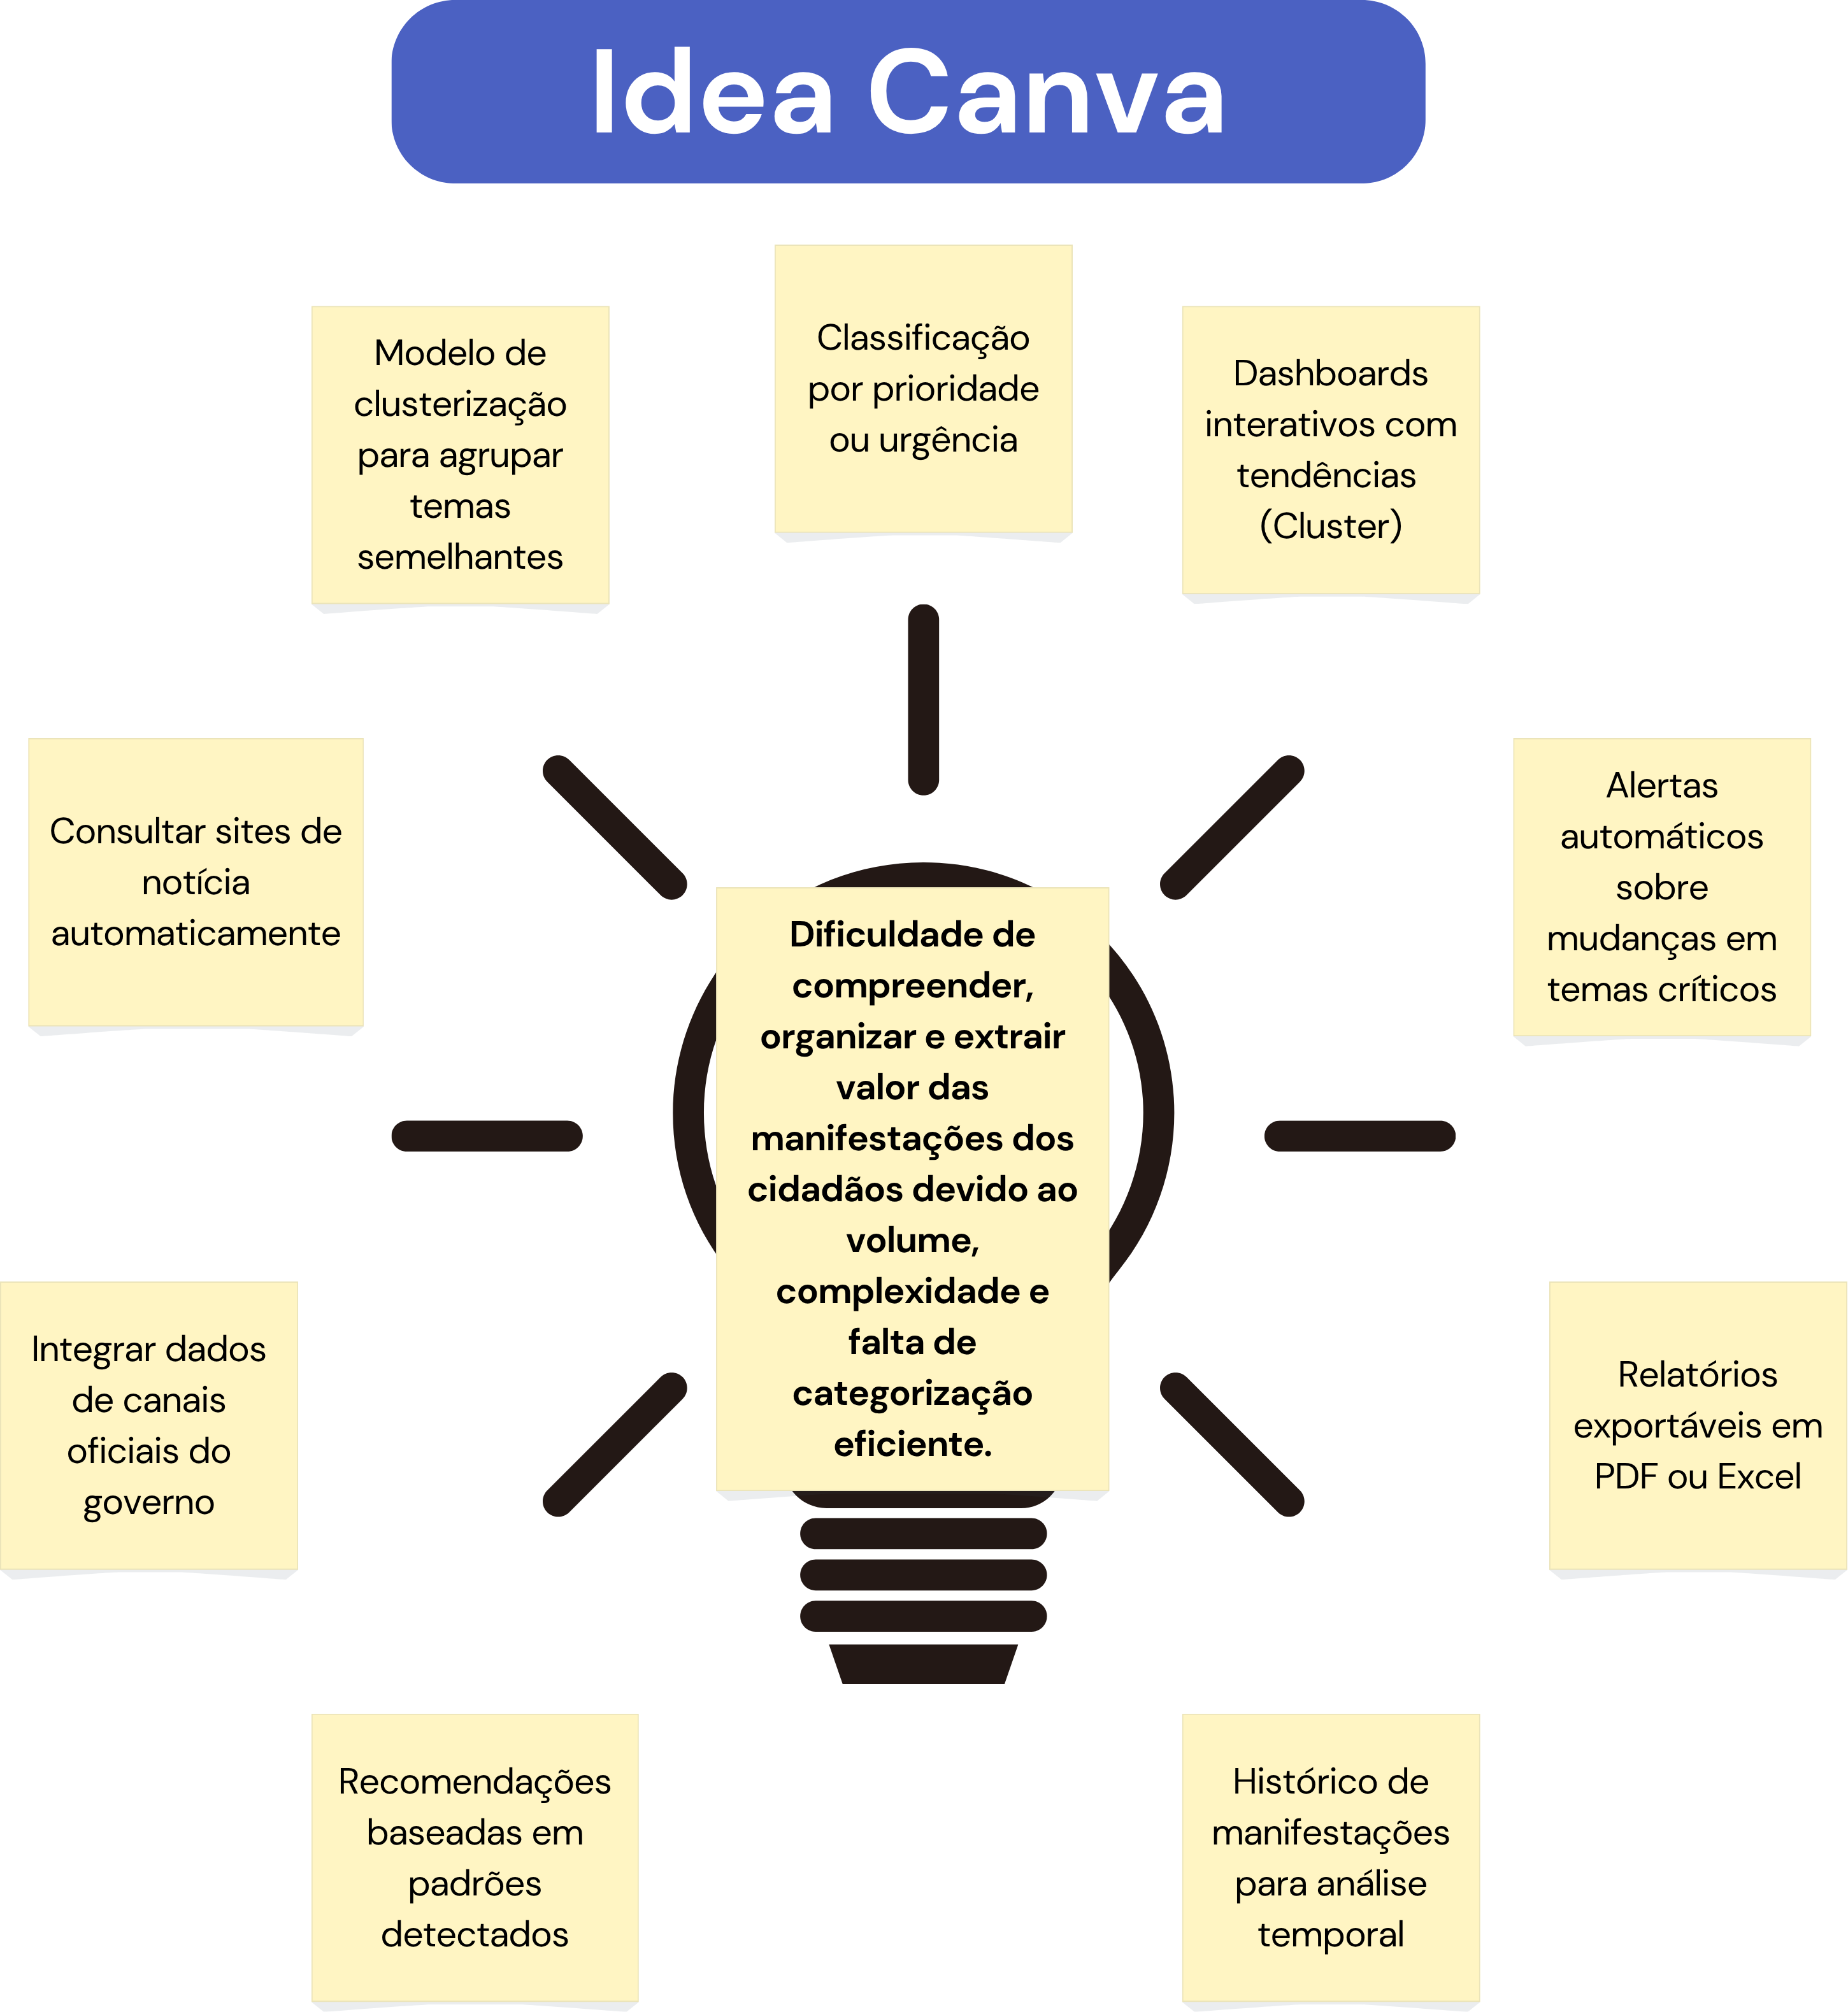 Idea Canva
Modelo de
clusterização
para agrupar
temas
semelhantes
Classificação
por prioridade
ou urgência
Dashboards
interativos com
tendências
(Cluster)
Consultar sites de
notícia
automaticamente
Alertas
automáticos
sobre
mudanças em
temas críticos
Dificuldade de
compreender,
organizar e extrair
valor das
manifestações dos
cidadãos devido ao
volume,
complexidade e
falta de
categorização
eficiente.
Integrar dados
de canais
oficiais do
governo
Relatórios
exportáveis em
PDF ou Excel
Recomendações
baseadas em
padrões
detectados
Histórico de
manifestações
para análise
temporal